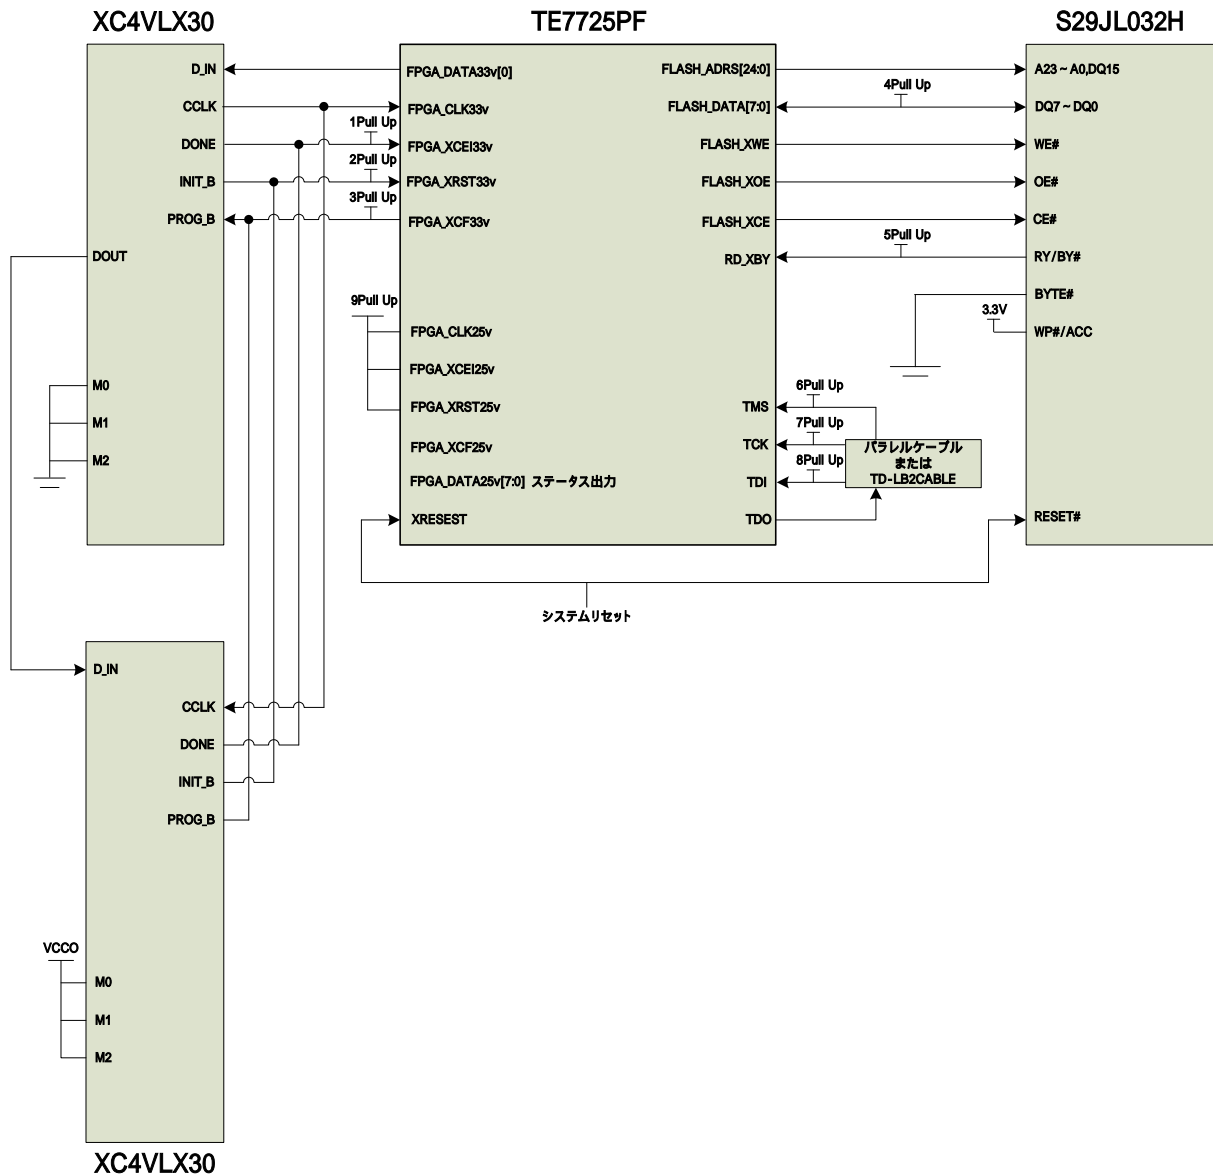 XC4VLX30
TE7725PF
S29JL032H
D_IN
CCLK
DONE
INIT_B
PROG_B
DOUT
M0
M1
M2
1Pull Up
2Pull Up
3Pull Up
9Pull Up
FPGA_DATA33v[0]
FPGA_CLK33v
FPGA_XCEI33v
FPGA_XRST33v
FPGA_XCF33v
FPGA_CLK25v
FPGA_XCEI25v
FPGA_XRST25v
FPGA_XCF25v
FPGA_DATA25v[7:0] ステータス出力
XRESEST
FLASH_ADRS[24:0]
FLASH_DATA[7:0]
FLASH_XWE
FLASH_XOE
FLASH_XCE
RD_XBY
TMS
TCK
TDI
TDO
4Pull Up
5Pull Up
6Pull Up
7Pull Up
8Pull Up
パラレルケーブル
または
TD-LB2CABLE
3.3V
A23 ~ A0,DQ15
DQ7 ~ DQ0
WE#
OE#
CE#
RY/BY#
BYTE#
WP#/ACC
RESET#
システムリセット
D_IN
CCLK
DONE
INIT_B
PROG_B
VCCO
M0
M1
M2
XC4VLX30